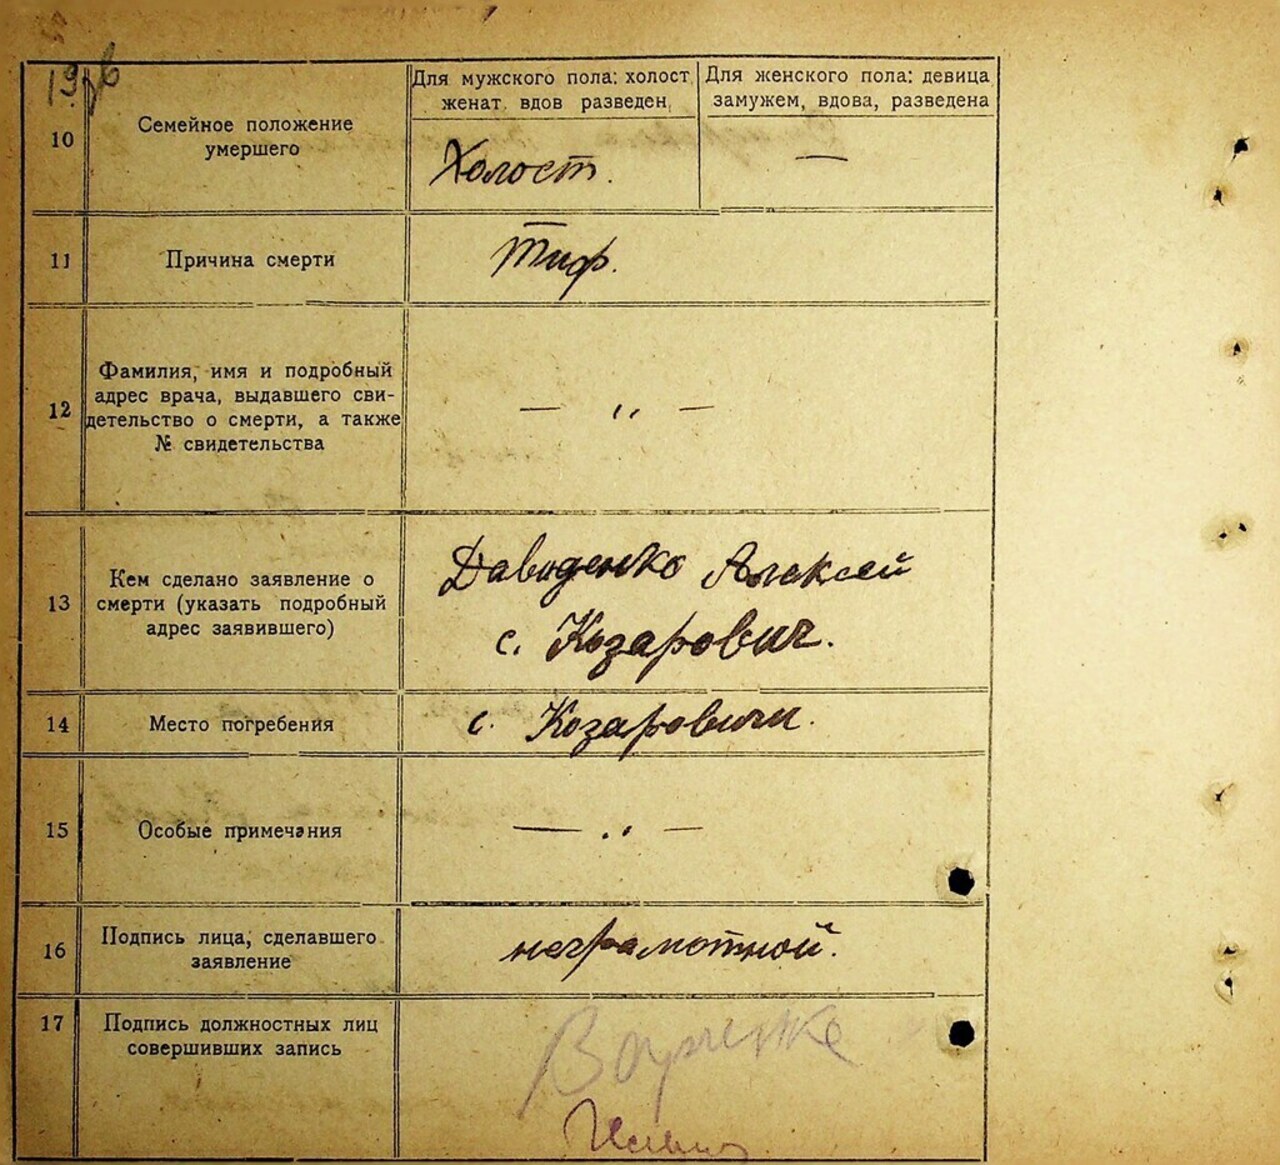 Для мужского пола: холост,
женат, вдов разведен,
Для женского пола: девица
замужем, вдова, разведена
10
Семейное положение
умершего
Холост.
—
11
Причина смерти
Тиф.
12
Фамилия, имя и подробный
адрес врача, выдавшего сви-
детельство о смерти, а также
№ свидетельства
— " —
13
Кем сделано заявление о
смерти (указать подробный
адрес заявившего)
Даводенко Алексей
с. Козарович.
14
Место погребения
с. Козаровичи.
15
Особые примечания
— " —
16
Подпись лица, сделавшего
заявление
неграмотной.
17
Подпись должностных лиц
совершивших запись